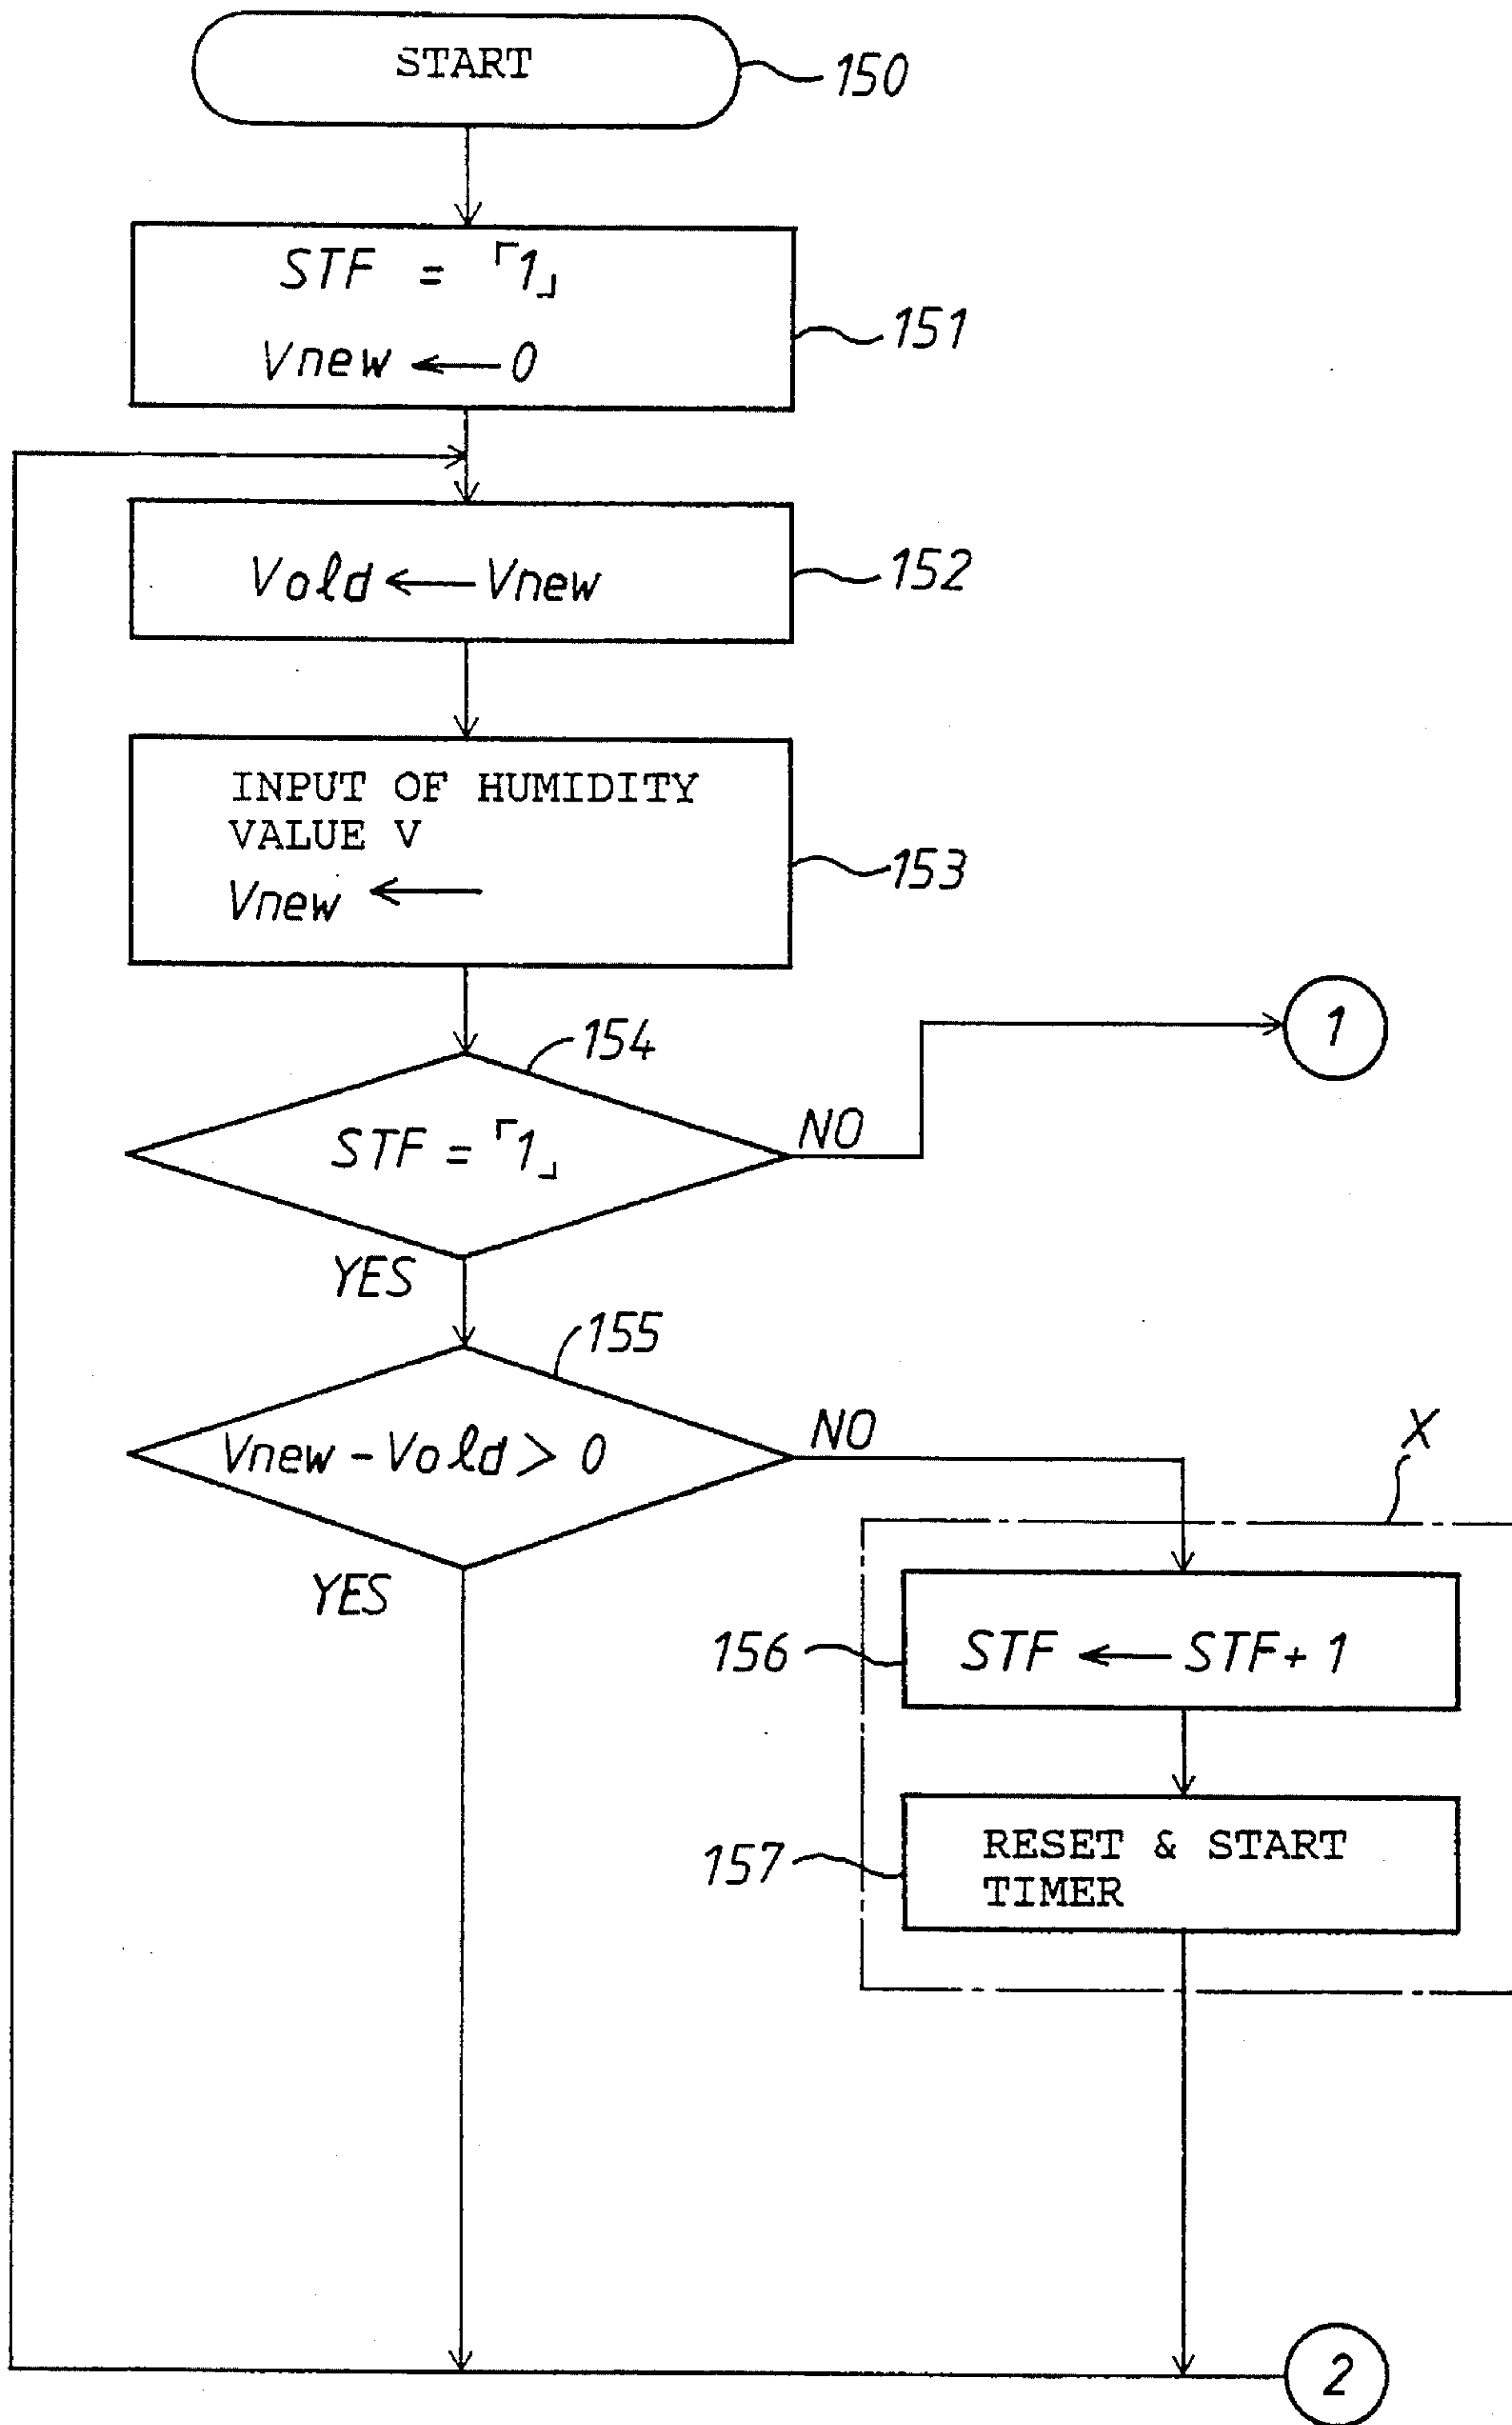 START
150
STF = 「1」
Vnew ← 0
151
Vold ← Vnew
152
INPUT OF HUMIDITY
VALUE V
Vnew ←
153
1
154
STF = 「1」
NO
YES
155
Vnew - Vold > 0
NO
YES
X
156
STF ← STF + 1
157
RESET & START
TIMER
2